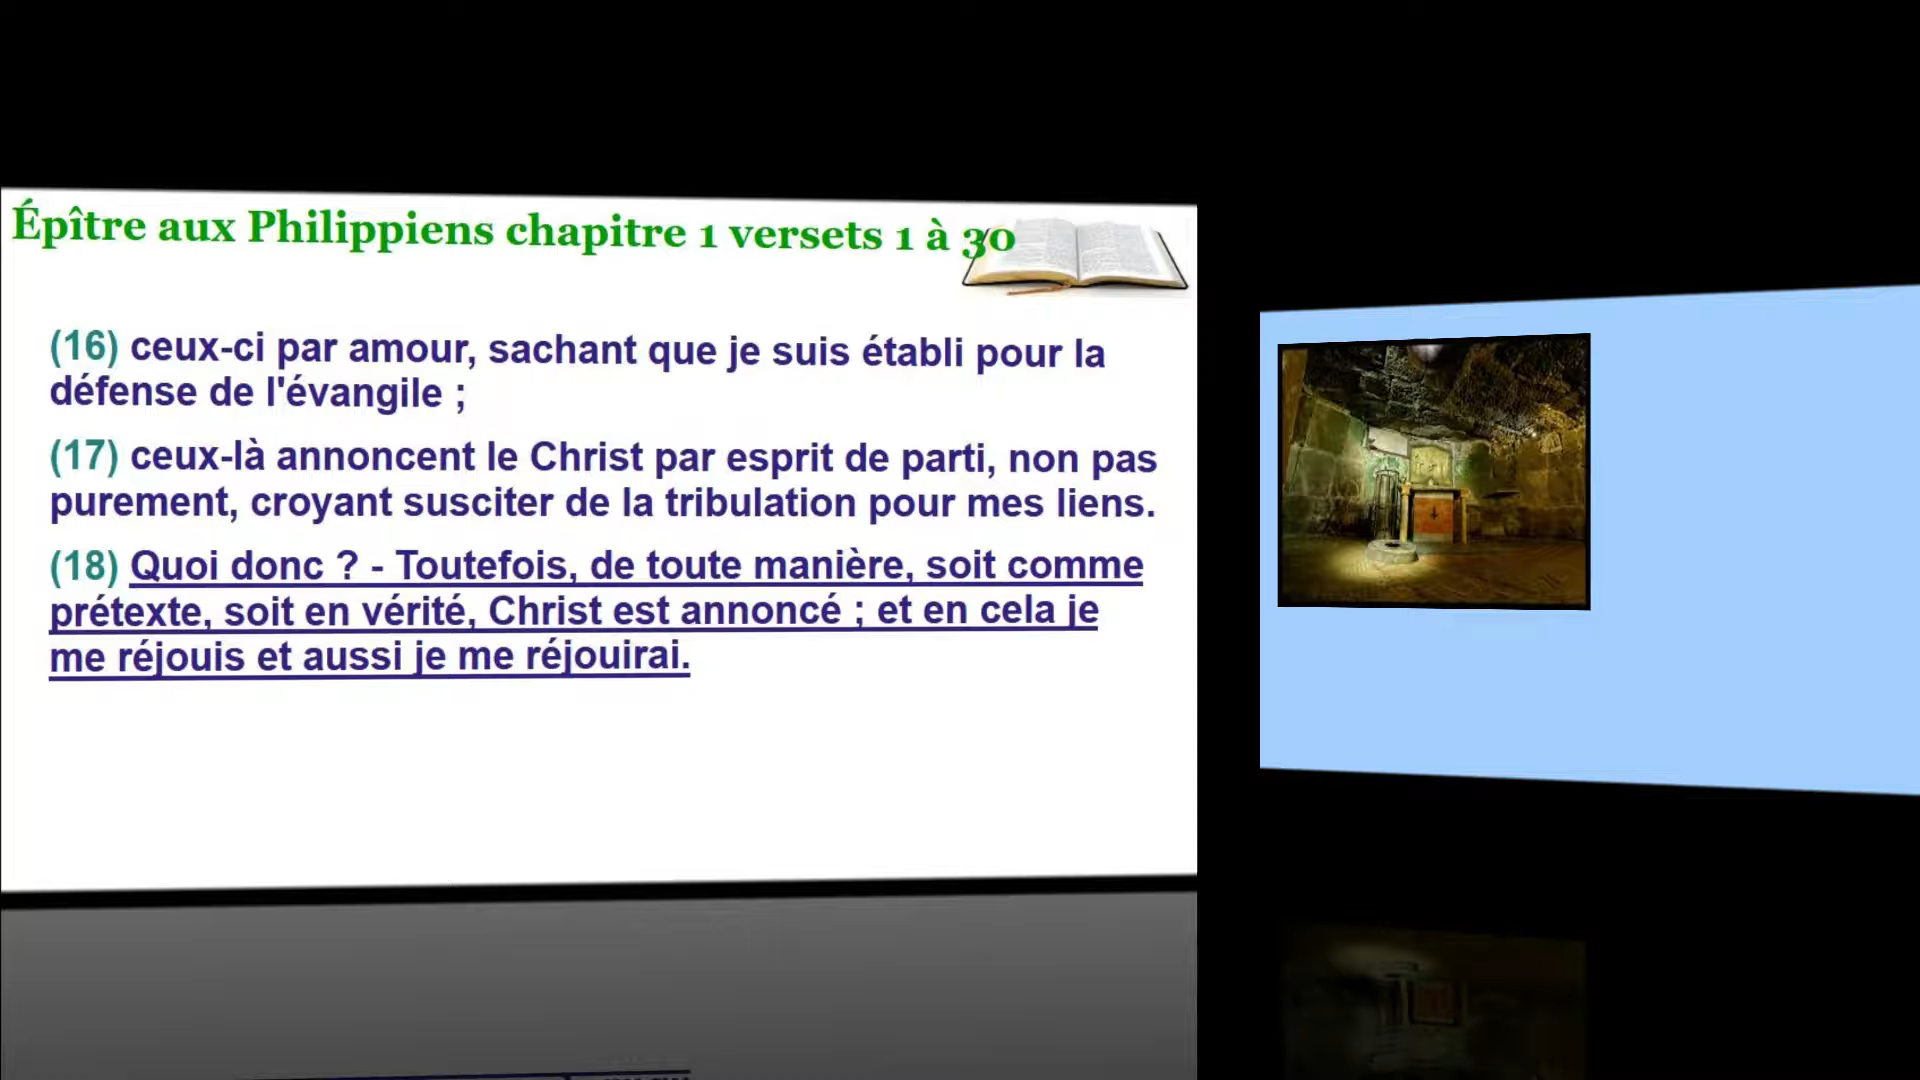 Épître aux Philippiens chapitre 1 versets 1 à 30
(16) ceux-ci par amour, sachant que je suis établi pour la
défense de l'évangile ;
(17) ceux-là annoncent le Christ par esprit de parti, non pas
purement, croyant susciter de la tribulation pour mes liens.
(18) Quoi donc ? - Toutefois, de toute manière, soit comme
prétexte, soit en vérité, Christ est annoncé ; et en cela je
me réjouis et aussi je me réjouirai.